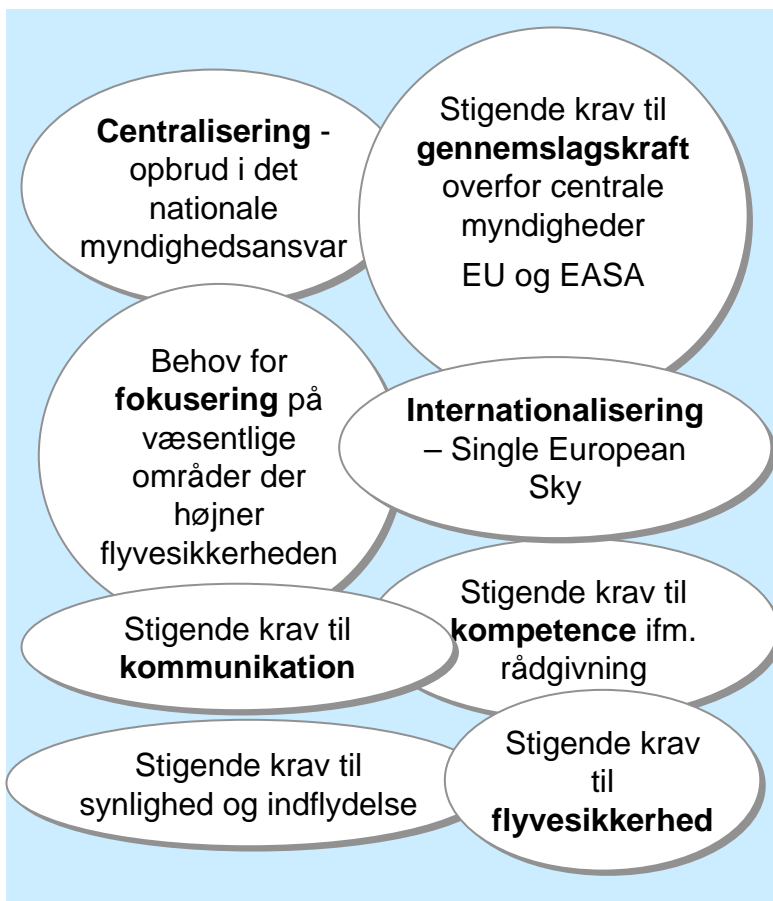 Centralisering -
opbrud i det
nationale
myndighedsansvar
Stigende krav til
gennemslagskraft
overfor centrale
myndigheder
EU og EASA
Behov for
fokusering på
væsentlige
områder der
højner
flyvesikkerheden
Internationalisering
– Single European
Sky
Stigende krav til
kommunikation
Stigende krav til
kompetence ifm.
rådgivning
Stigende krav til
synlighed og indflydelse
Stigende krav
til
flyvesikkerhed